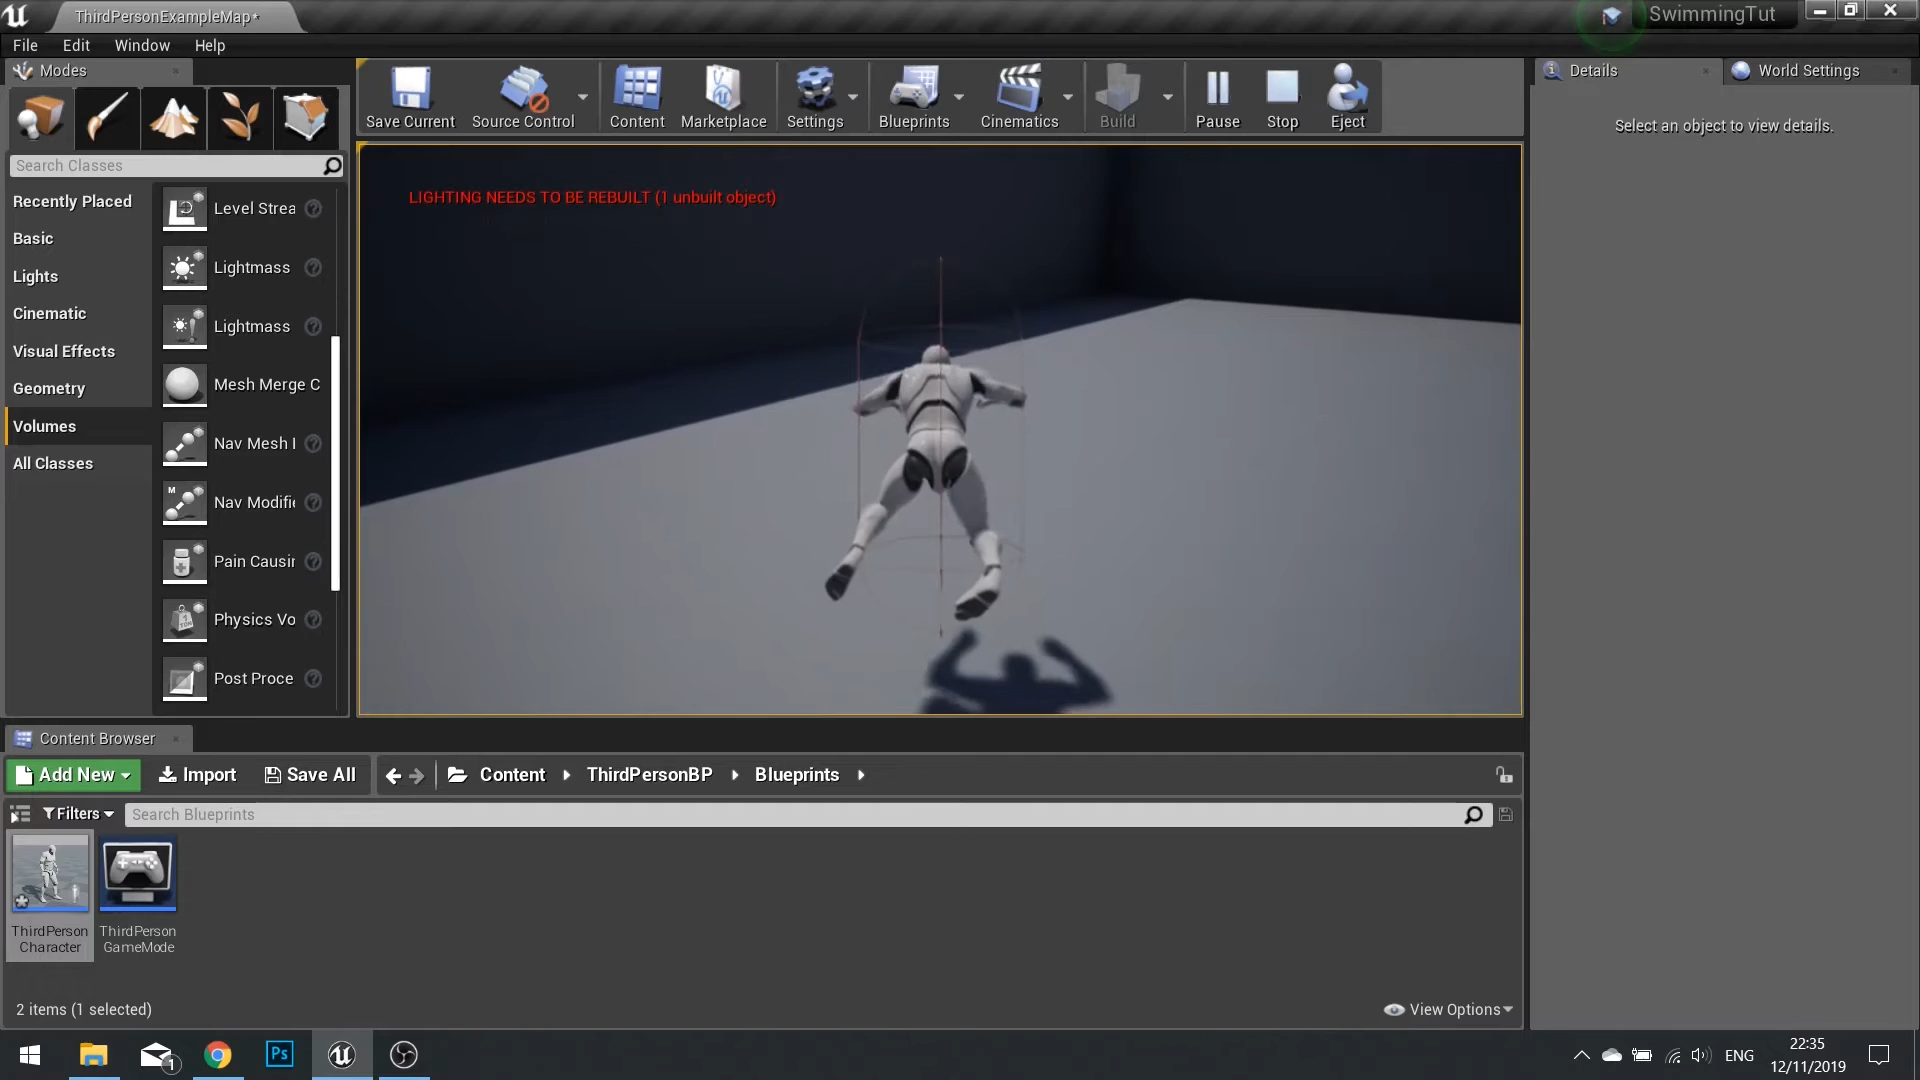 ThirdPersonExampleMap*
SwimmingTut
File Edit Window Help
Modes
Save Current
Source Control
Content
Marketplace
Settings
Blueprints
Cinematics
Build
Pause
Stop
Eject
Details
World Settings
Select an object to view details.
Search Classes
Recently Placed
Basic
Lights
Cinematic
Visual Effects
Geometry
Volumes
All Classes
Level Strea
Lightmass
Lightmass
Mesh Merge C
Nav Mesh
Nav Modifi
Pain Causin
Physics Vo
Post Proce
LIGHTING NEEDS TO BE REBUILT (1 unbuilt object)
Content Browser
Add New
Import
Save All
Content
ThirdPersonBP
Blueprints
Filters
Search Blueprints
ThirdPerson
Character
ThirdPerson
GameMode
2 items (1 selected)
View Options
1
Ps
ENG
22:35
12/11/2019